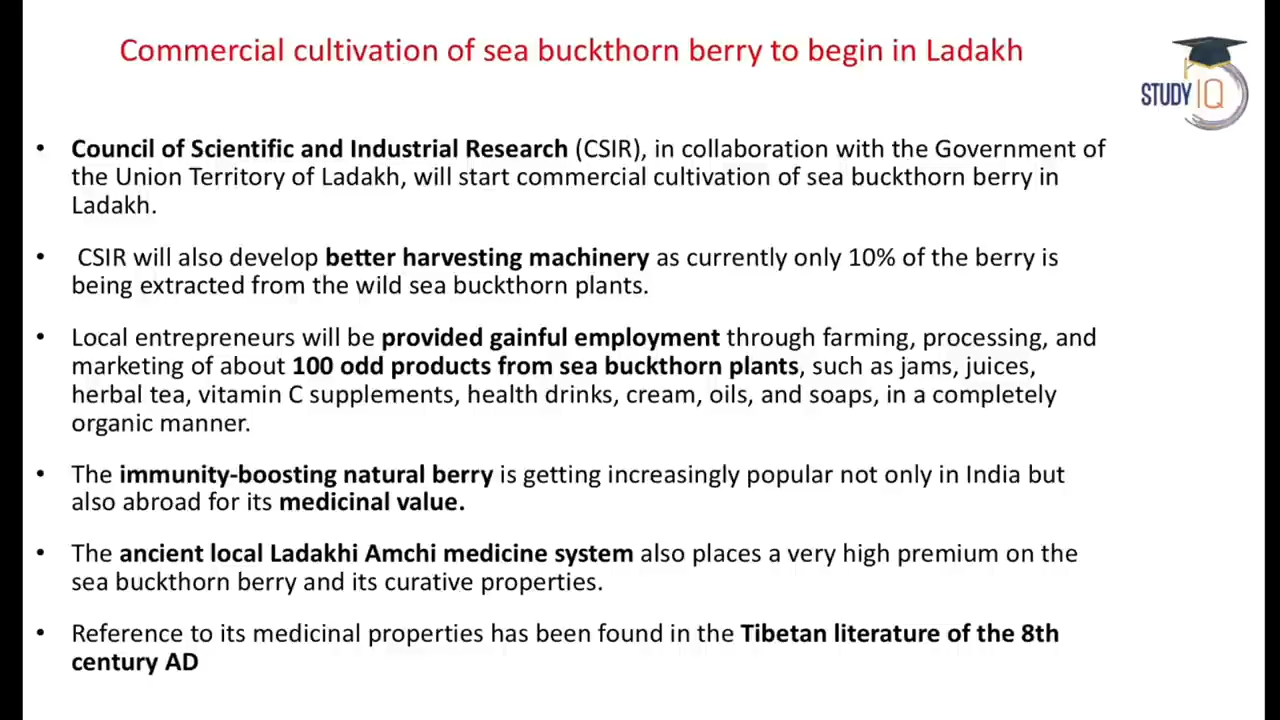 Commercial cultivation of sea buckthorn berry to begin in Ladakh
STUDY IQ
• Council of Scientific and Industrial Research (CSIR), in collaboration with the Government of
the Union Territory of Ladakh, will start commercial cultivation of sea buckthorn berry in
Ladakh.
• CSIR will also develop better harvesting machinery as currently only 10% of the berry is
being extracted from the wild sea buckthorn plants.
• Local entrepreneurs will be provided gainful employment through farming, processing, and
marketing of about 100 odd products from sea buckthorn plants, such as jams, juices,
herbal tea, vitamin C supplements, health drinks, cream, oils, and soaps, in a completely
organic manner.
• The immunity-boosting natural berry is getting increasingly popular not only in India but
also abroad for its medicinal value.
• The ancient local Ladakhi Amchi medicine system also places a very high premium on the
sea buckthorn berry and its curative properties.
• Reference to its medicinal properties has been found in the Tibetan literature of the 8th
century AD